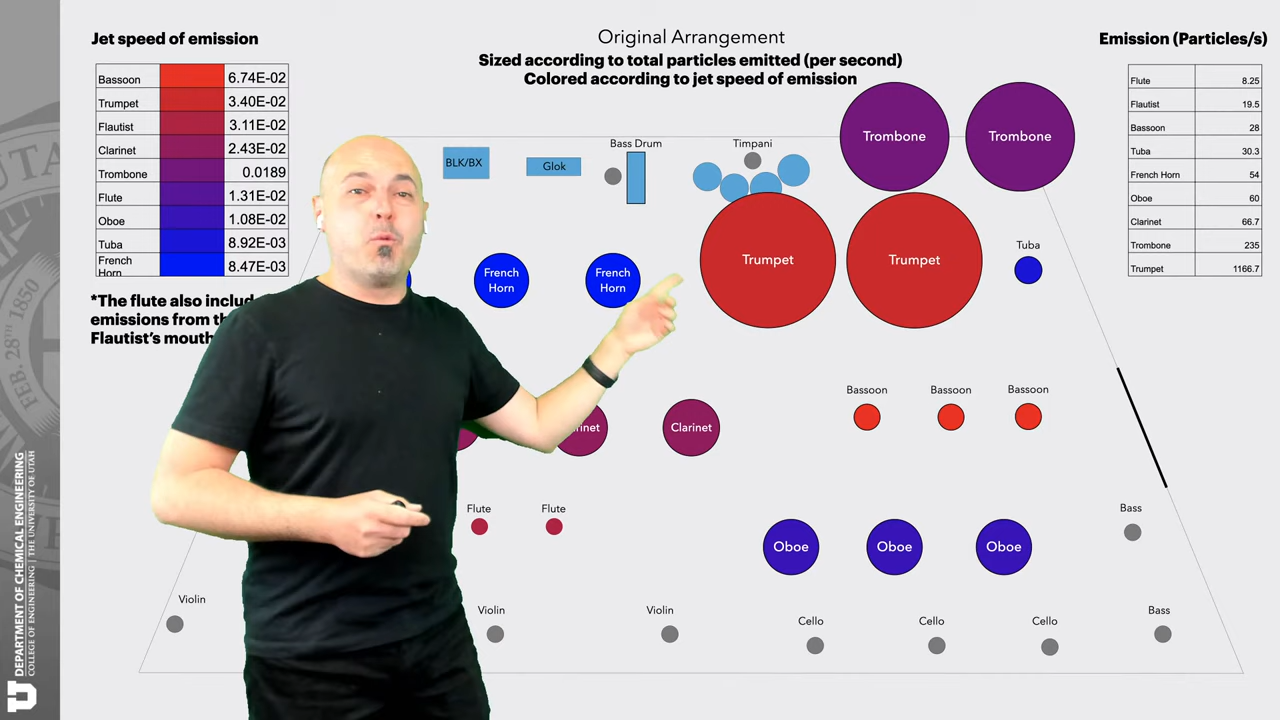 Jet speed of emission
Bassoon 6.74E-02
Trumpet 3.40E-02
Flautist 3.11E-02
Clarinet 2.43E-02
Trombone 0.0189
Flute 1.31E-02
Oboe 1.08E-02
Tuba 8.92E-03
French
Horn 8.47E-03
*The flute also
emissions from
Flautist's
Original Arrangement
Sized according to total particles emitted (per second)
Colored according to jet speed of emission
Emission (Particles/s)
Flute 8.25
Flautist 19.5
Bassoon 28
Tuba 30.3
French Horn 54
Oboe 60
Clarinet 66.7
Trombone 235
Trumpet 1166.7
Trombone Trombone
BLK/BX Glok Bass Drum Timpani
Trumpet Trumpet
Tuba
French
Horn
French
Horn
Bassoon Bassoon Bassoon
Clarinet
Flute Flute
Oboe Oboe Oboe
Bass
Violin Violin Violin Cello Cello Cello Bass
DEPARTMENT OF CHEMICAL ENGINEERING
COLLEGE OF ENGINEERING | THE UNIVERSITY OF UTAH
FEB. 28TH 1850
U